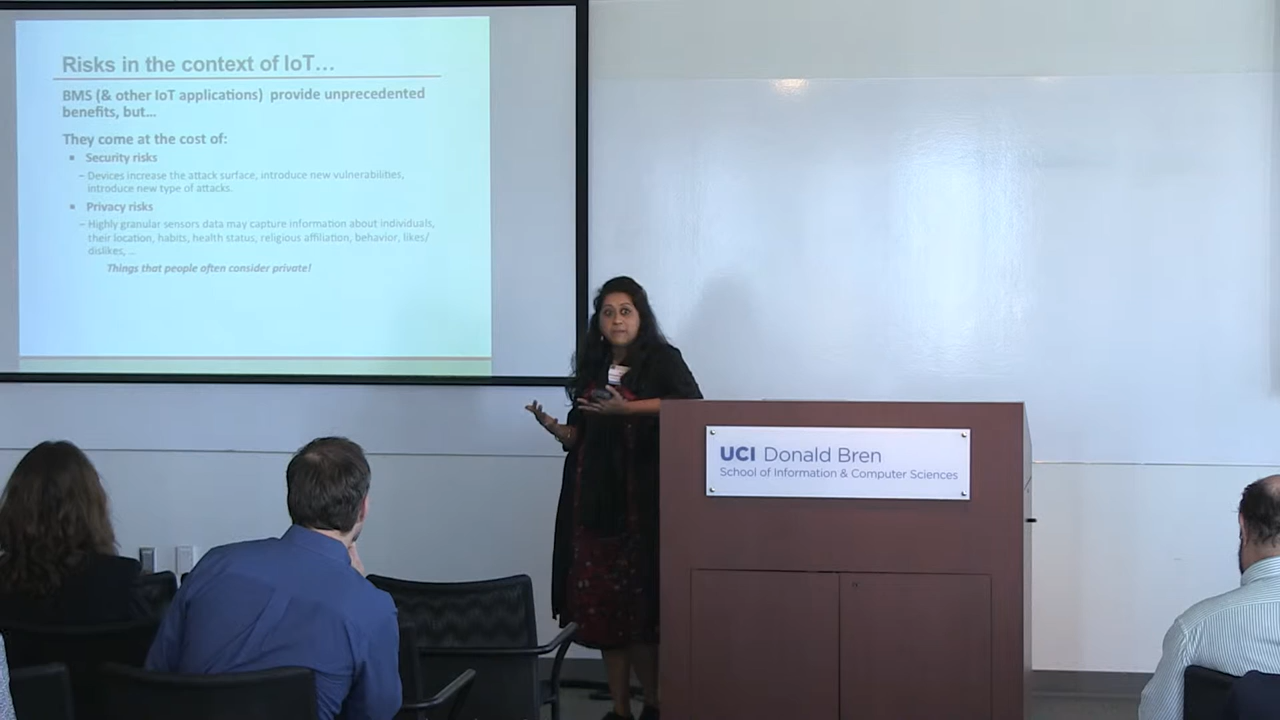 Risks in the context of IoT…
BMS (& other IoT applications) provide unprecedented
benefits, but…
They come at the cost of:
▪ Security risks
– Devices increase the attack surface, introduce new vulnerabilities,
introduce new type of attacks.
▪ Privacy risks
– Highly granular sensors data may capture information about individuals,
their location, habits, health status, religious affiliation, behavior, likes/
dislikes, …
Things that people often consider private!
UCI Donald Bren
School of Information & Computer Sciences